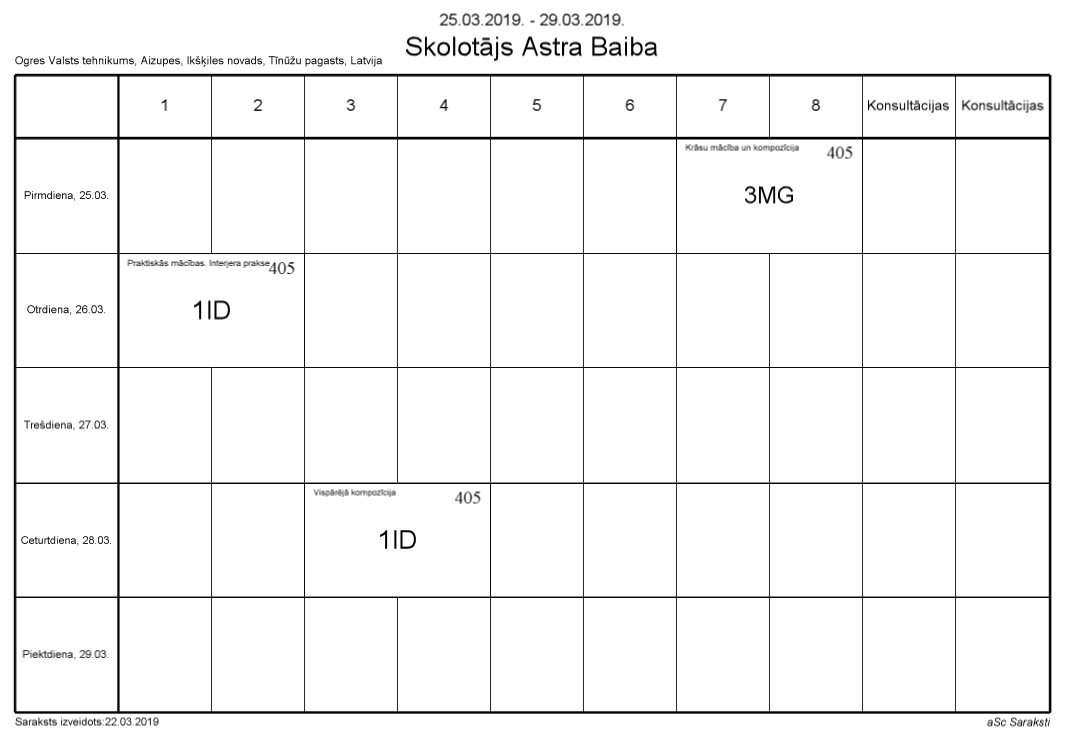 25.03.2019. - 29.03.2019.
Skolotājs Astra Baiba
Ogres Valsts tehnikums, Aizupes, Ikšķiles novads, Tīnūžu pagasts, Latvija
1 2 3 4 5 6 7 8 Konsultācijas Konsultācijas
Krāsu mācība un kompozīcija 405
Pirmdiena, 25.03. 3MG
Praktiskās mācības. Interjera prakse 405
Otrdiena, 26.03. 1ID
Trešdiena, 27.03.
Vispārējā kompozīcija 405
Ceturtdiena, 28.03. 1ID
Piektdiena, 29.03.
Saraksts izveidots:22.03.2019 aSc Saraksti